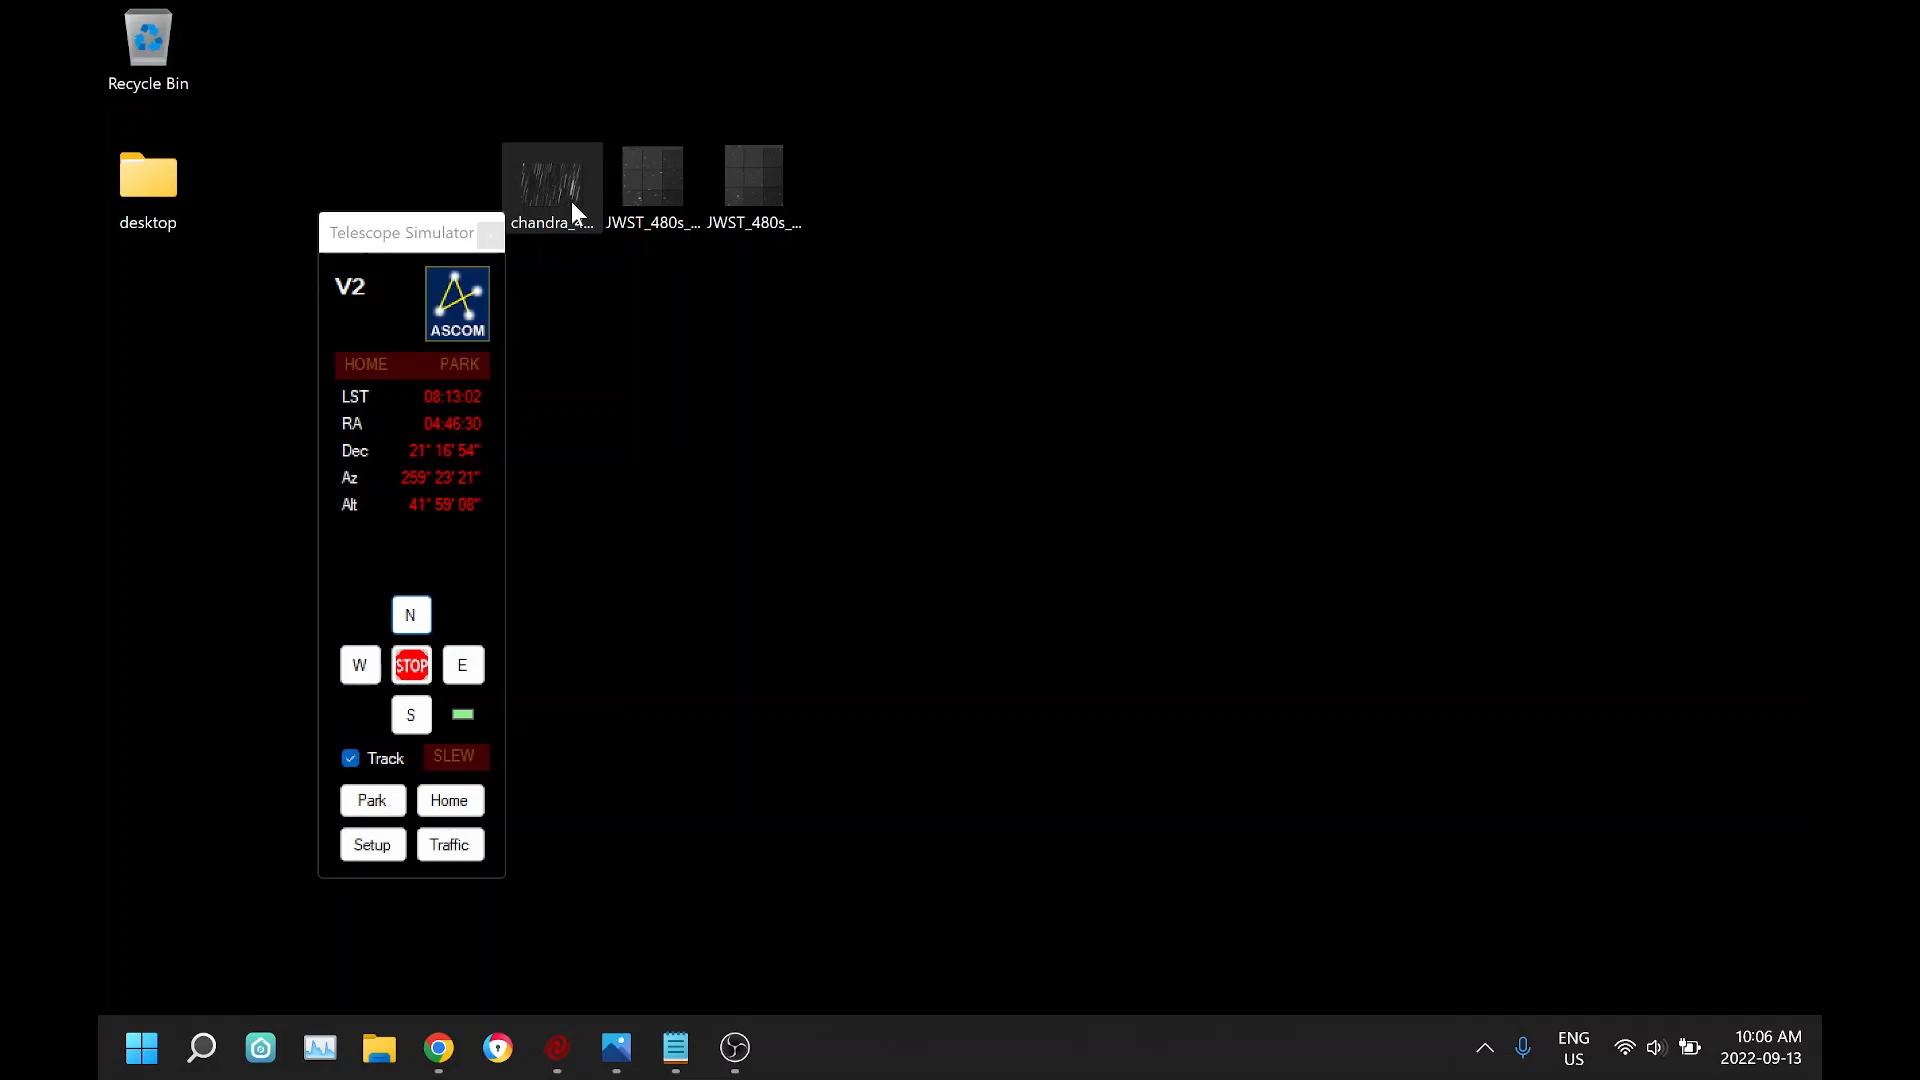 Recycle Bin
desktop
chandra_4...
JWST_480s_...
JWST_480s_...
Telescope Simulator
V2
ASCOM
HOME PARK
LST 08:13:02
RA 04:46:30
Dec 21° 16' 54"
Az 259° 23' 21"
Alt 41° 59' 08"
N
W STOP E
S
Track SLEW
Park Home
Setup Traffic
ENG
US
10:06 AM
2022-09-13